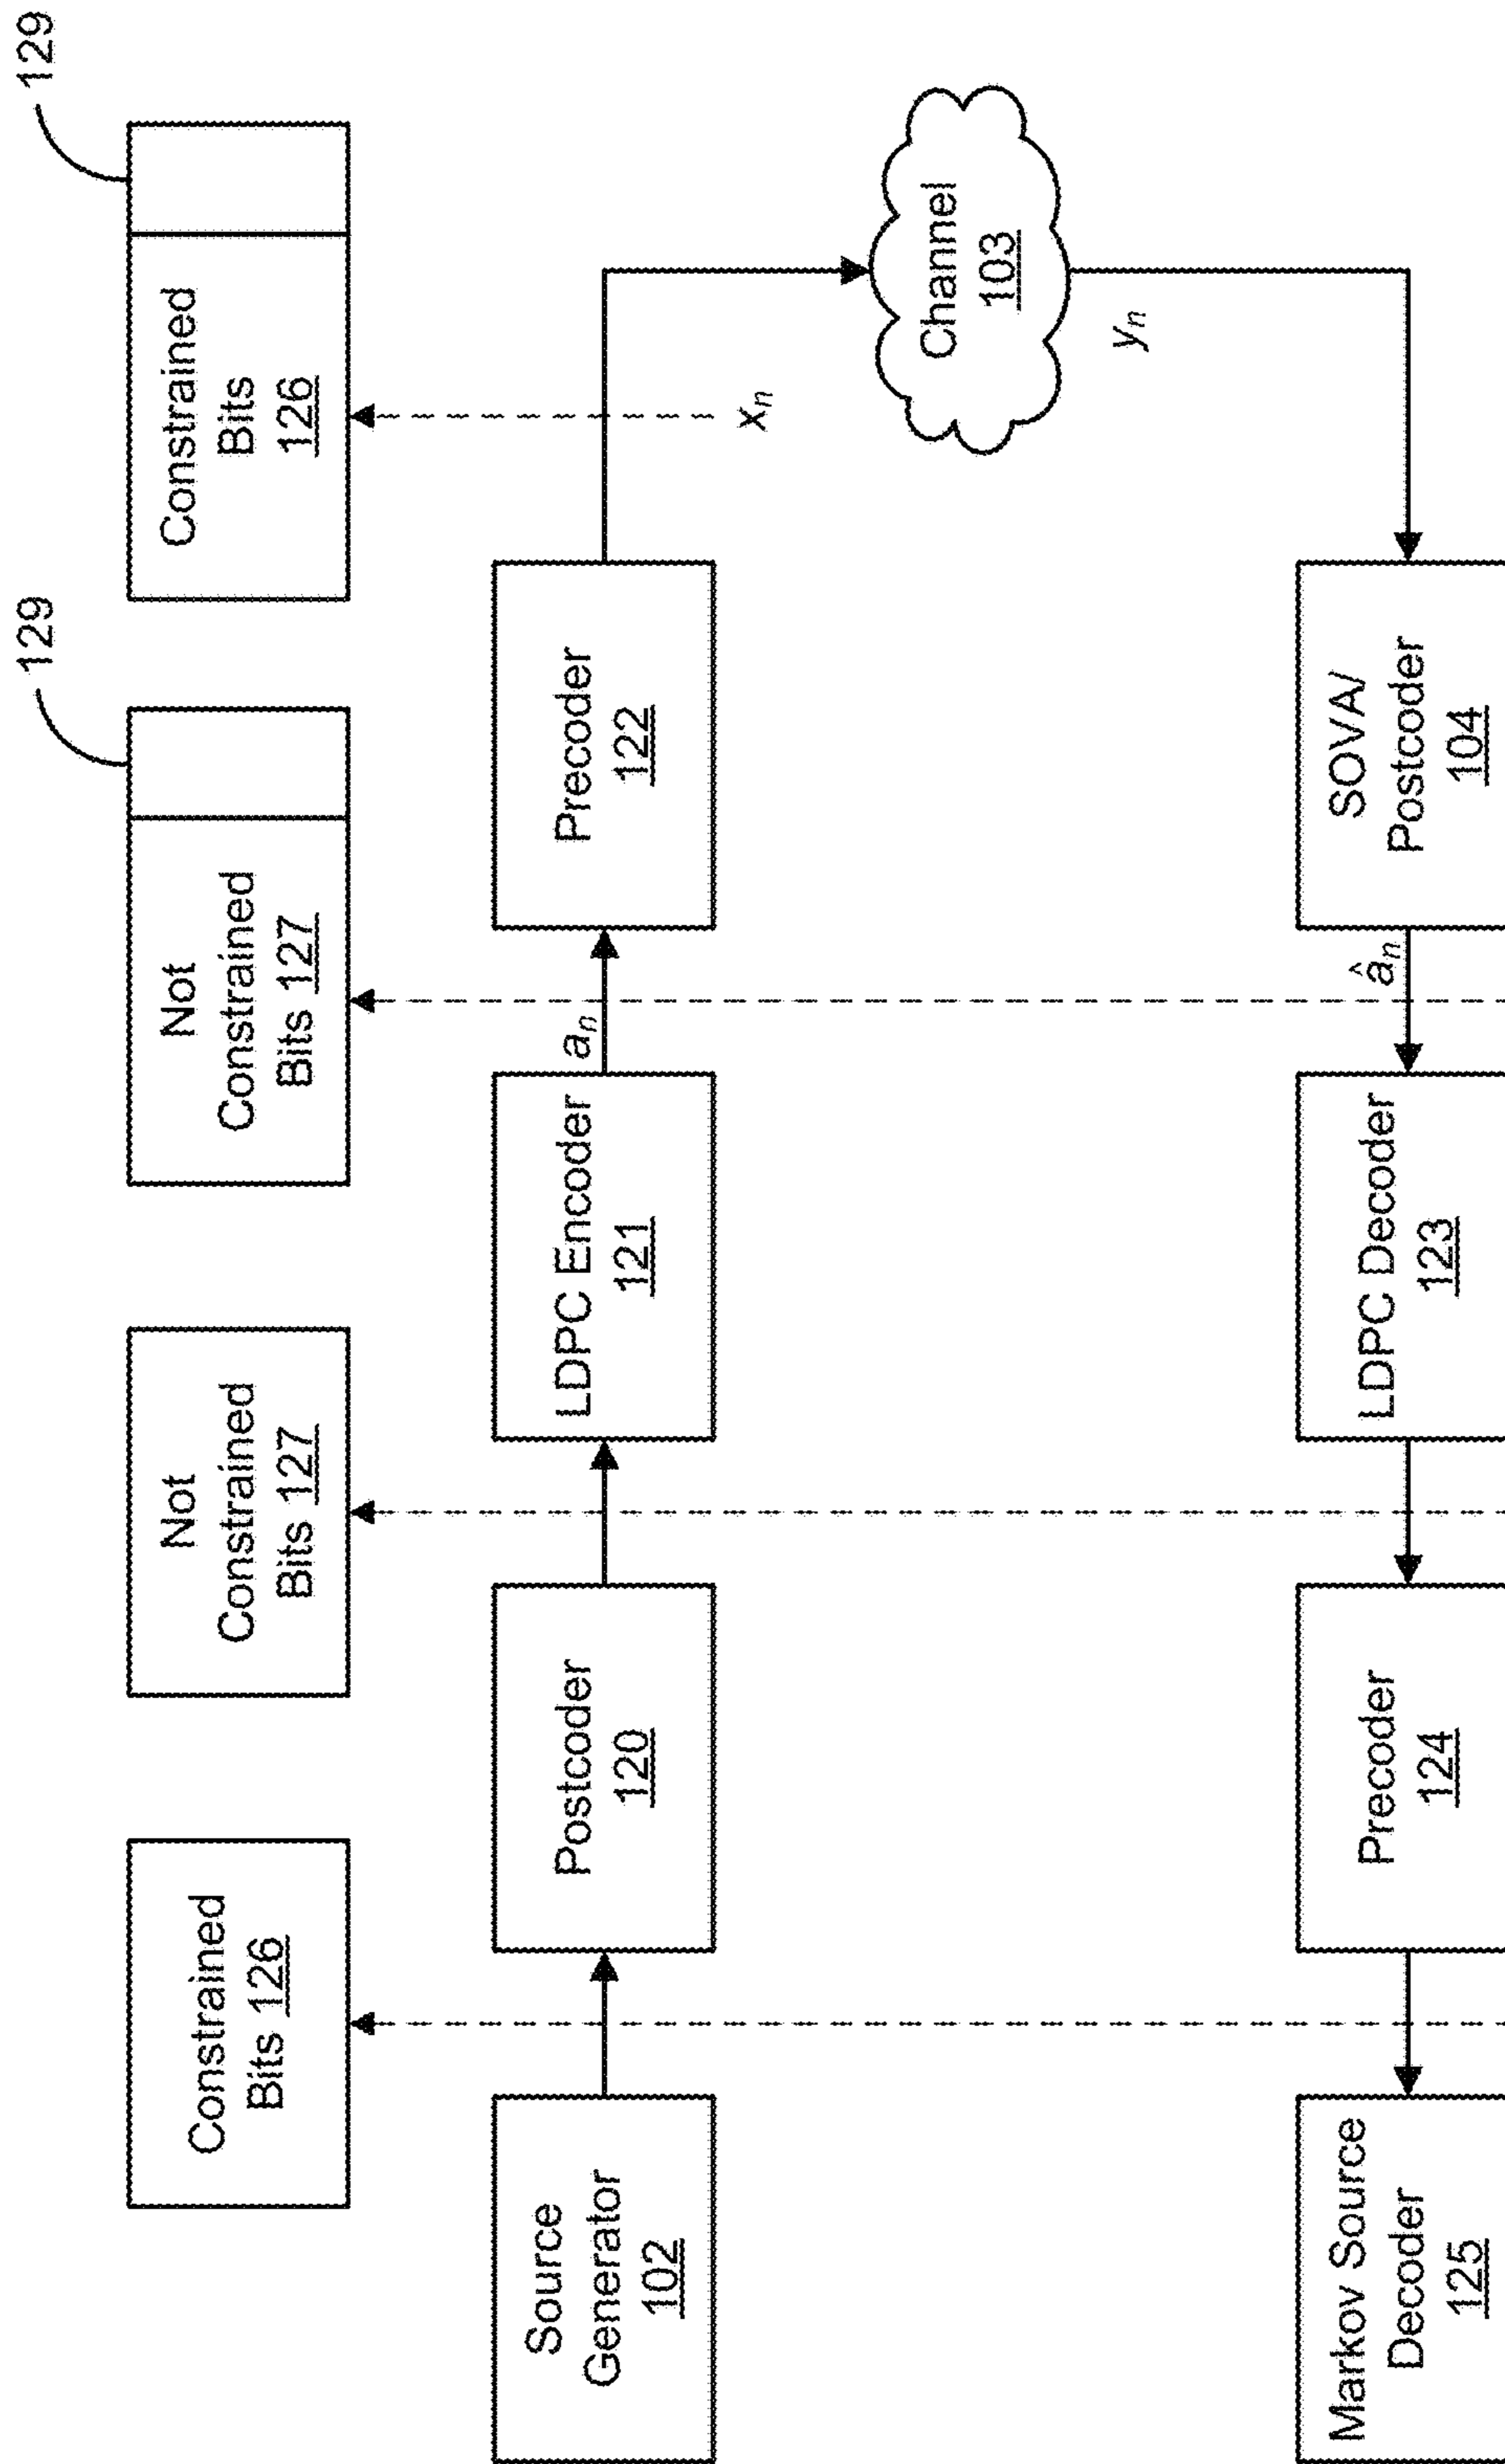 129
129
Constrained
Bits 126
Not
Constrained
Bits 127
Not
Constrained
Bits 127
Constrained
Bits
126
Source
Generator
102
Postcoder
120
LDPC Encoder
121
aₙ
Precoder
122
xₙ
Channel
103
yₙ
Markov Source
Decoder
125
Precoder
124
LDPC Decoder
123
âₙ
SOVA/
Postcoder
104